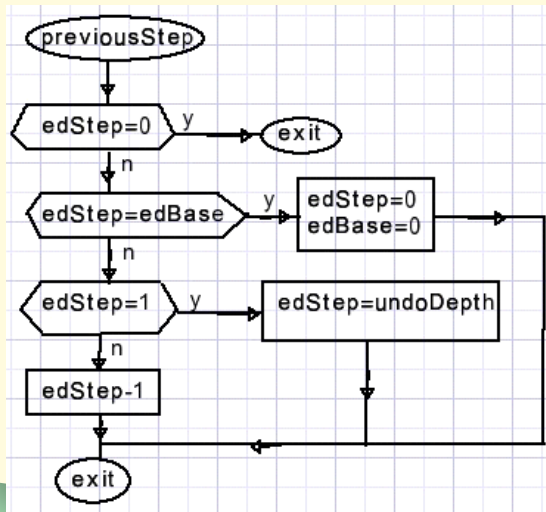 previousStep
edStep=0
y
exit
n
edStep=edBase
y
edStep=0
edBase=0
n
edStep=1
y
edStep=undoDepth
n
edStep-1
exit